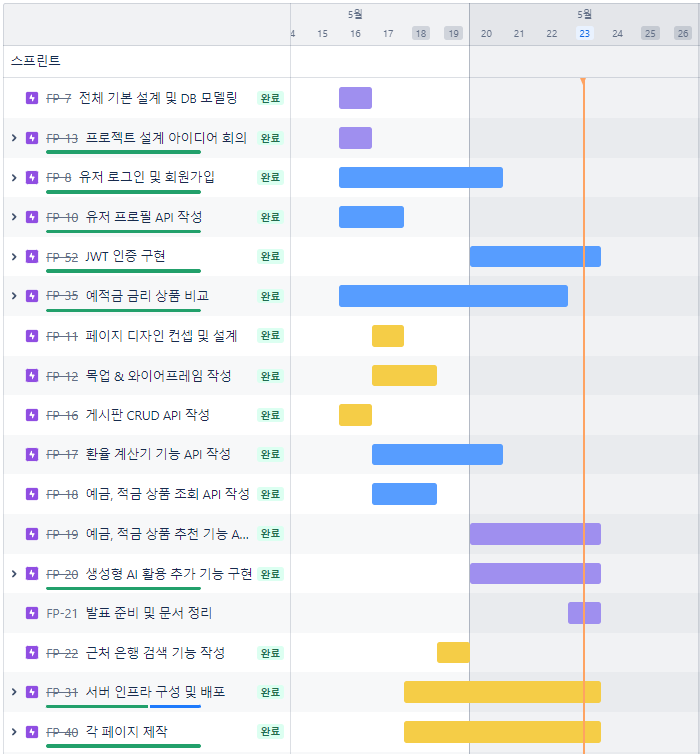 5월 5월
4 15 16 17 18 19 20 21 22 23 24 25 26
스프린트
FP-7 전체 기본 설계 및 DB 모델링 완료
FP-13 프로젝트 설계 아이디어 회의 완료
FP-8 유저 로그인 및 회원가입 완료
FP-10 유저 프로필 API 작성 완료
FP-52 JWT 인증 구현 완료
FP-35 예적금 금리 상품 비교 완료
FP-11 페이지 디자인 컨셉 및 설계 완료
FP-12 목업 & 와이어프레임 작성 완료
FP-16 게시판 CRUD API 작성 완료
FP-17 환율 계산기 기능 API 작성 완료
FP-18 예금, 적금 상품 조회 API 작성 완료
FP-19 예금, 적금 상품 추천 기능 A... 완료
FP-20 생성형 AI 활용 추가 기능 구현 완료
FP-21 발표 준비 및 문서 정리
FP-22 근처 은행 검색 기능 작성 완료
FP-31 서버 인프라 구성 및 배포 완료
FP-40 각 페이지 제작 완료